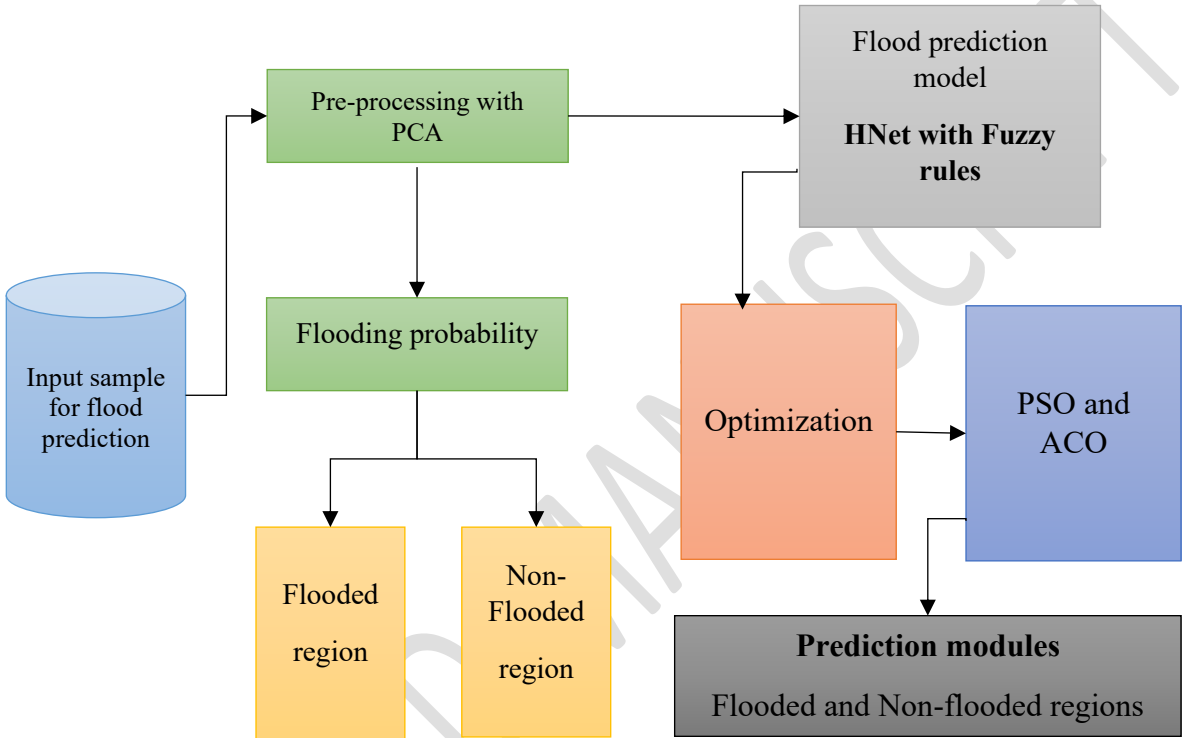 Pre-processing with
PCA
Flood prediction
model
HNet with Fuzzy
rules
Input sample
for flood
prediction
Flooding probability
Optimization
PSO and
ACO
Flooded
region
Non-
Flooded
region
Prediction modules
Flooded and Non-flooded regions
D MANUSCRIPT